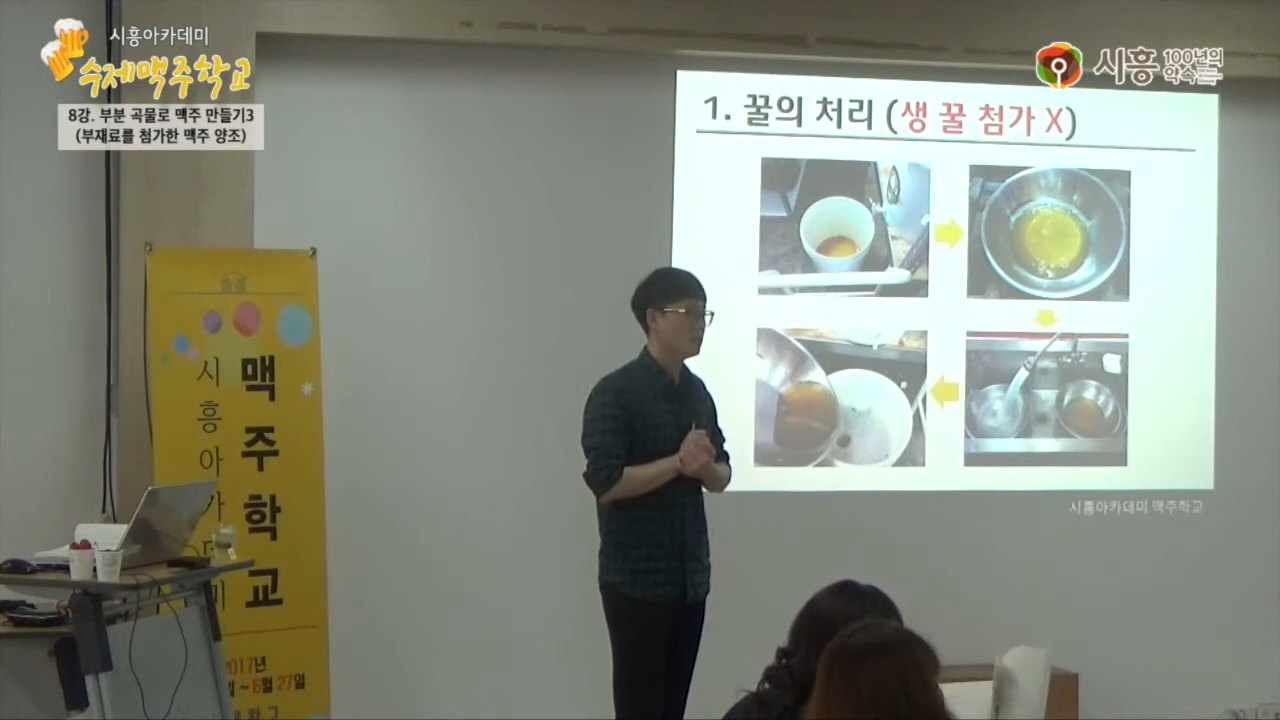 시흥아카데미
수제맥주학교
8강. 부분 곡물로 맥주 만들기3
(부재료를 첨가한 맥주 양조)
시흥 100년의 약속
1. 꿀의 처리 (생 꿀 첨가 X)
시흥아카데미 맥주학교
맥주학교
시흥아카데미
2017년
6월 27일